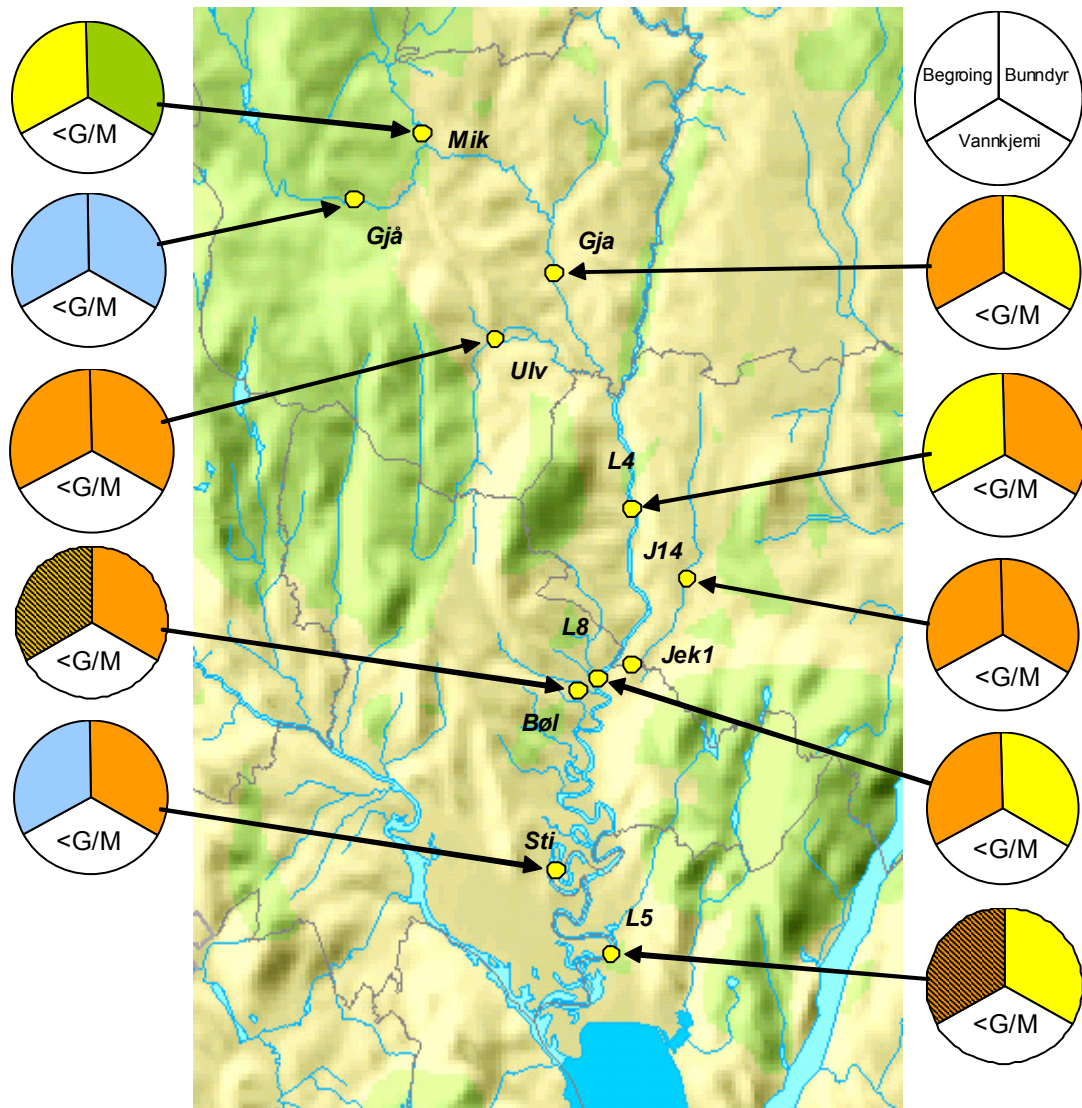 Begroing Bunndyr
Vannkjemi
<G/M
Mik
Gjå
<G/M
Gja
<G/M
Ulv
<G/M
L4
<G/M
<G/M
J14
<G/M
L8
Jek1
<G/M
Bøl
<G/M
<G/M
Sti
L5
<G/M